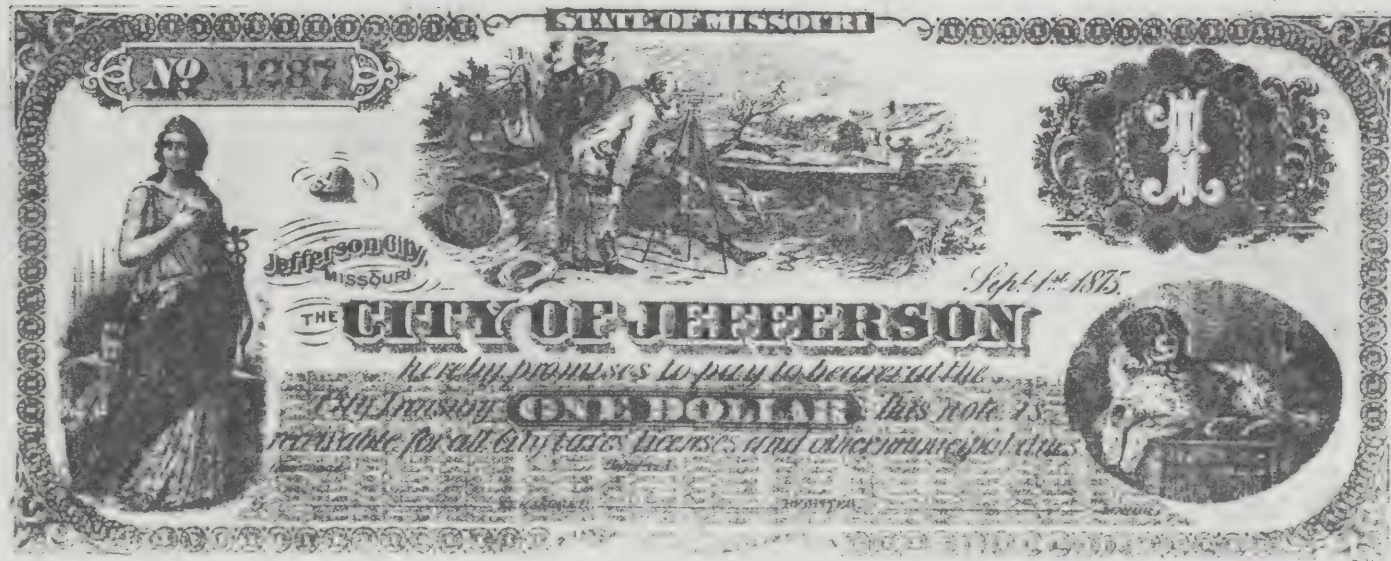 STATE OF MISSOURI
No 1287
1
Jefferson City,
MISSOURI
Sept. 1st 1875.
THE CITY OF JEFFERSON
hereby promises to pay to bearer at the
City Treasury ONE DOLLAR this note is
receivable for all City taxes licenses and other municipal dues